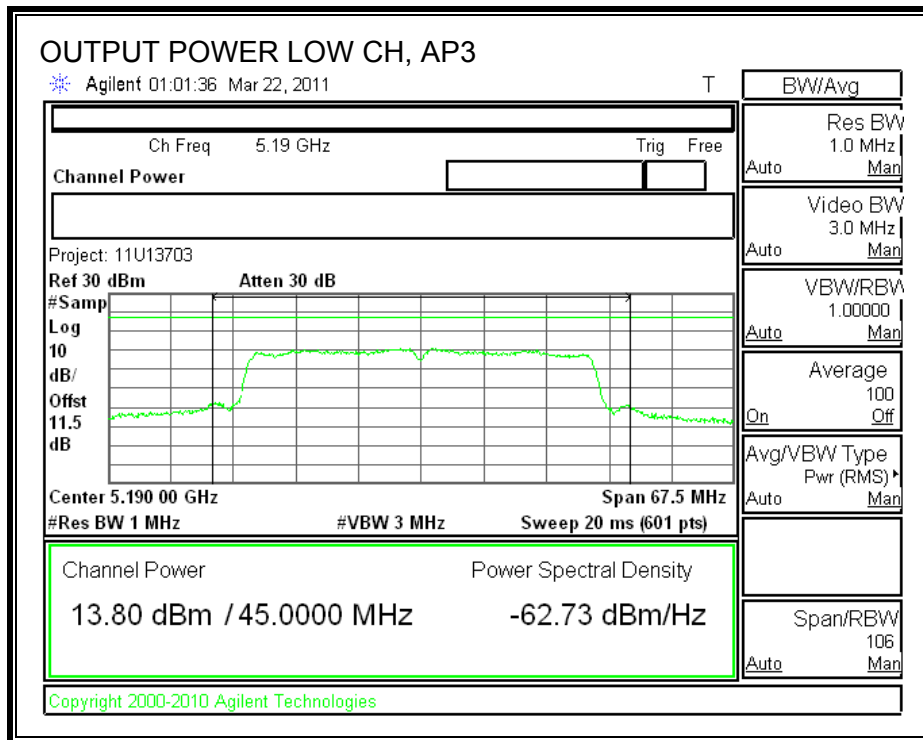 OUTPUT POWER LOW CH, AP3
Agilent 01:01:36 Mar 22, 2011 T
Ch Freq 5.19 GHz Trig Free
Channel Power
Project: 11U13703
Ref 30 dBm Atten 30 dB
#Samp
Log
10
dB/
Offst
11.5
dB
Center 5.190 00 GHz Span 67.5 MHz
#Res BW 1 MHz #VBW 3 MHz Sweep 20 ms (601 pts)
Channel Power Power Spectral Density
13.80 dBm / 45.0000 MHz -62.73 dBm/Hz
Copyright 2000-2010 Agilent Technologies
BW/Avg
Res BW
1.0 MHz
Auto Man
Video BW
3.0 MHz
Auto Man
VBW/RBW
1.00000
Auto Man
Average
100
On Off
Avg/VBW Type
Pwr (RMS)
Auto Man
Span/RBW
106
Auto Man